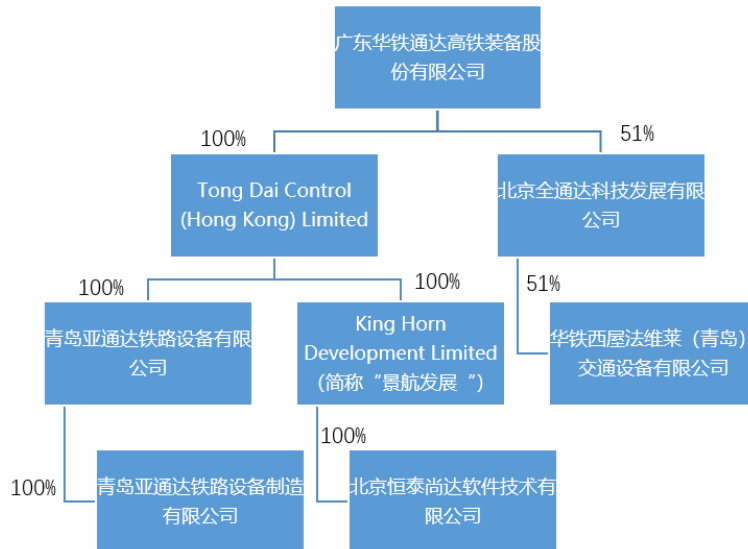 广东华铁通达高铁装备股
份有限公司
100%
51%
Tong Dai Control
(Hong Kong) Limited
北京全通达科技发展有限
公司
100%
100%
51%
青岛亚通达铁路设备有限
公司
King Horn
Development Limited
(简称“景航发展“)
华铁西屋法维莱（青岛）
交通设备有限公司
100%
100%
青岛亚通达铁路设备制造
有限公司
北京恒泰尚达软件技术有
限公司